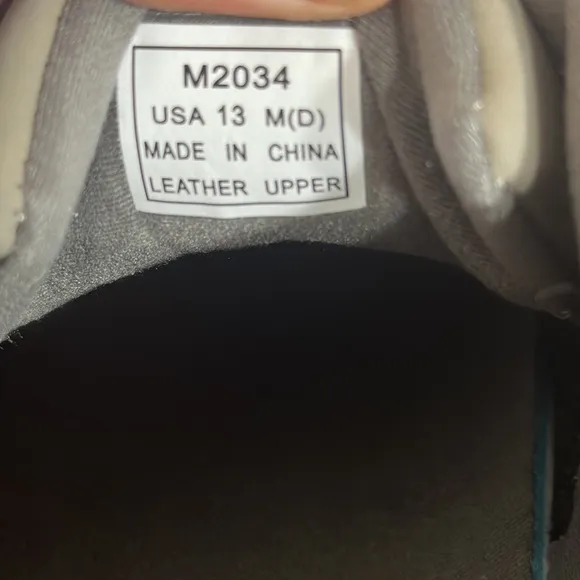 M2034
USA 13 M(D)
MADE IN CHINA
LEATHER UPPER